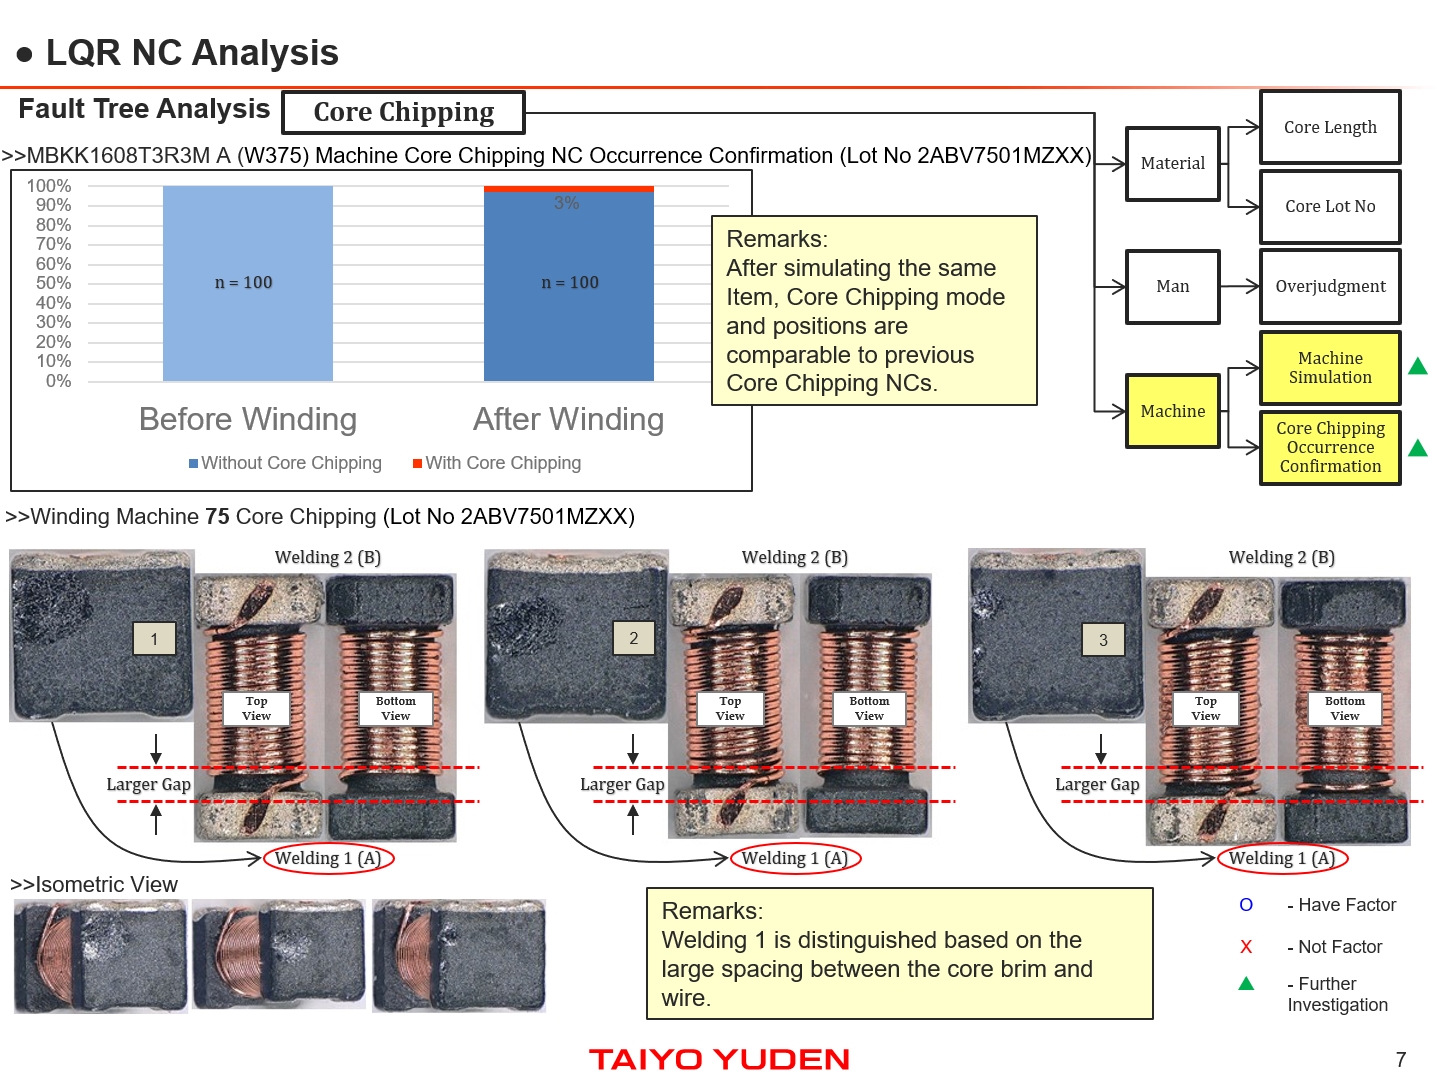 ● LQR NC Analysis
Fault Tree Analysis
Core Chipping
>>MBKK1608T3R3M A (W375) Machine Core Chipping NC Occurrence Confirmation (Lot No 2ABV7501MZXX)
100%
90%
80%
70%
60%
50%
40%
30%
20%
10%
0%
n = 100
3%
n = 100
Before Winding
After Winding
Without Core Chipping
With Core Chipping
Remarks:
After simulating the same
Item, Core Chipping mode
and positions are
comparable to previous
Core Chipping NCs.
Material
Core Length
Core Lot No
Man
Overjudgment
Machine
Machine
Simulation
Core Chipping
Occurrence
Confirmation
>>Winding Machine 75 Core Chipping (Lot No 2ABV7501MZXX)
Welding 2 (B)
1
Top
View
Bottom
View
Larger Gap
Welding 1 (A)
Welding 2 (B)
2
Top
View
Bottom
View
Larger Gap
Welding 1 (A)
Welding 2 (B)
3
Top
View
Bottom
View
Larger Gap
Welding 1 (A)
>>Isometric View
Remarks:
Welding 1 is distinguished based on the
large spacing between the core brim and
wire.
O - Have Factor
X - Not Factor
▲ - Further
Investigation
TAIYO YUDEN
7